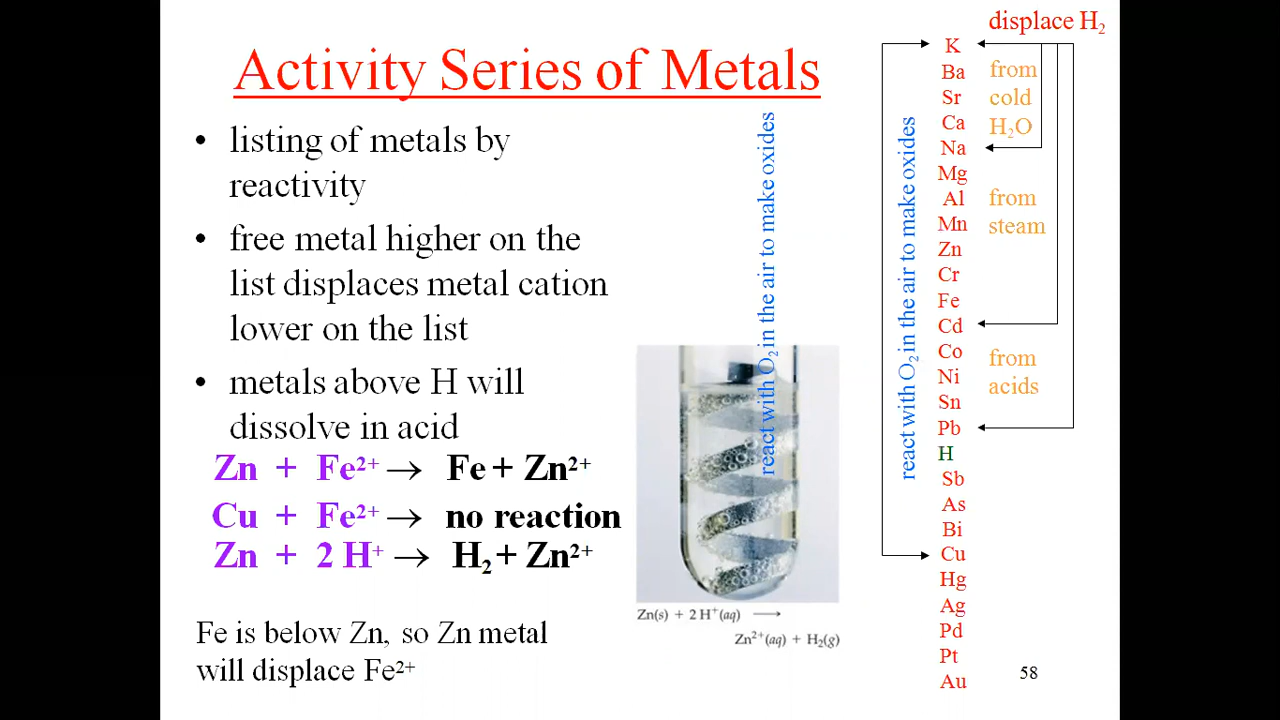 Activity Series of Metals
• listing of metals by
reactivity
• free metal higher on the
list displaces metal cation
lower on the list
• metals above H will
dissolve in acid
Zn + Fe²⁺ → Fe + Zn²⁺
Cu + Fe²⁺ → no reaction
Zn + 2 H⁺ → H₂ + Zn²⁺
Fe is below Zn, so Zn metal
will displace Fe²⁺
react with O₂ in the air to make oxides
Zn(s) + 2 H⁺(aq) →
Zn²⁺(aq) + H₂(g)
react with O₂ in the air to make oxides
displace H₂
K
Ba
Sr
Ca
Na
Mg
Al
Mn
Zn
Cr
Fe
Cd
Co
Ni
Sn
Pb
H
Sb
As
Bi
Cu
Hg
Ag
Pd
Pt
Au
from
cold
H₂O
from
steam
from
acids
58